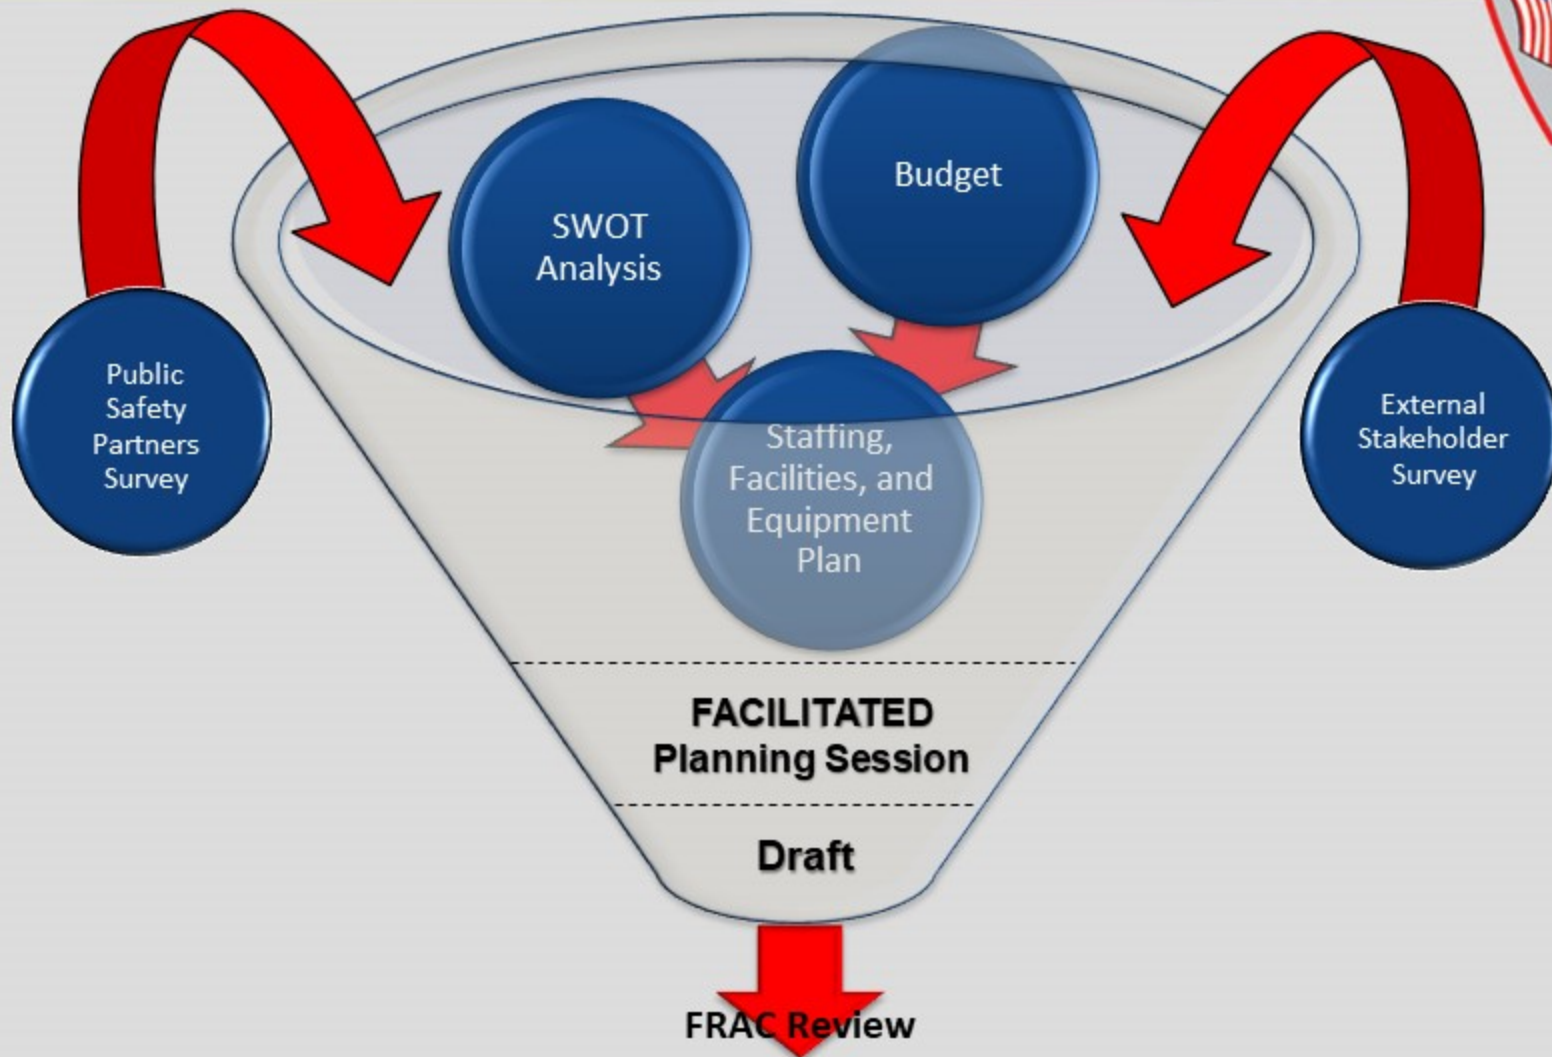 SWOT
Analysis
Budget
Public
Safety
Partners
Survey
External
Stakeholder
Survey
Staffing,
Facilities, and
Equipment
Plan
FACILITATED
Planning Session
Draft
FRAC Review